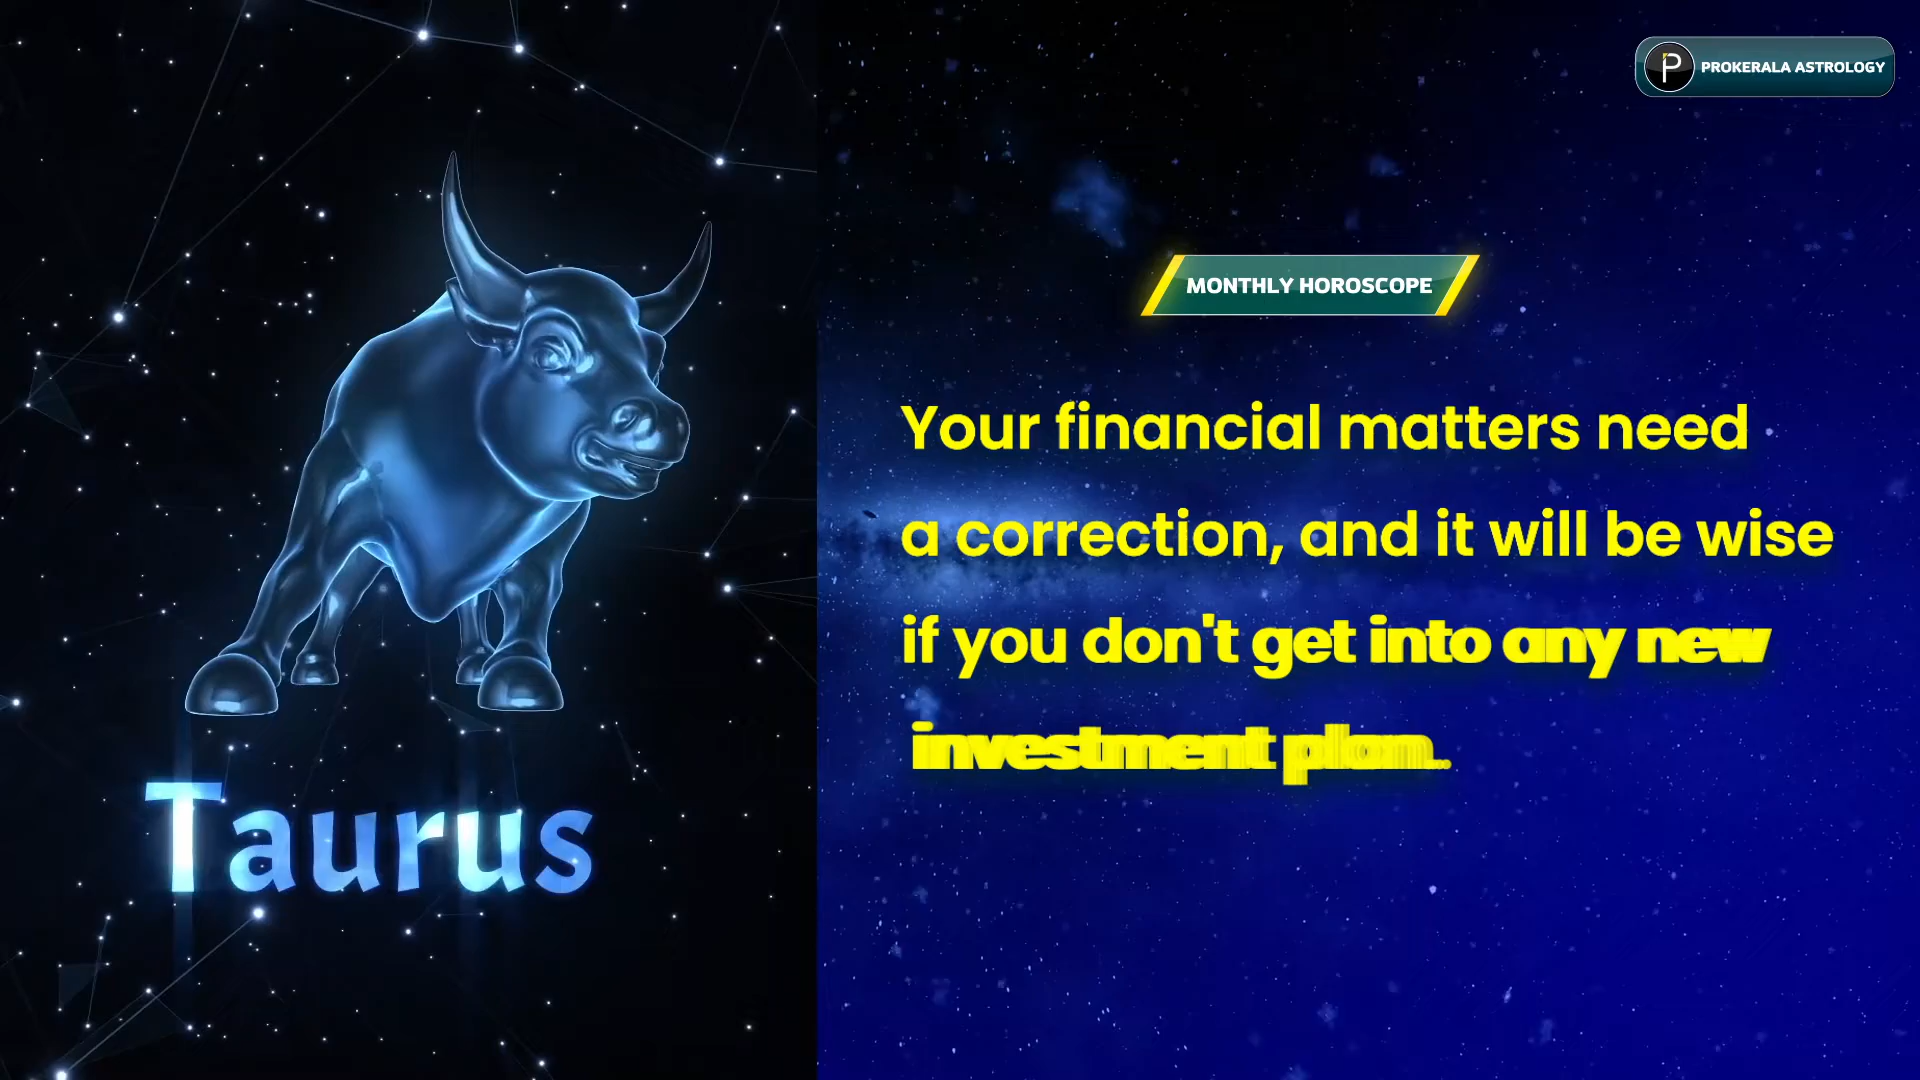 PROKERALA ASTROLOGY
MONTHLY HOROSCOPE
Your financial matters need
a correction, and it will be wise
if you don't get into any new
investment plan.
Taurus